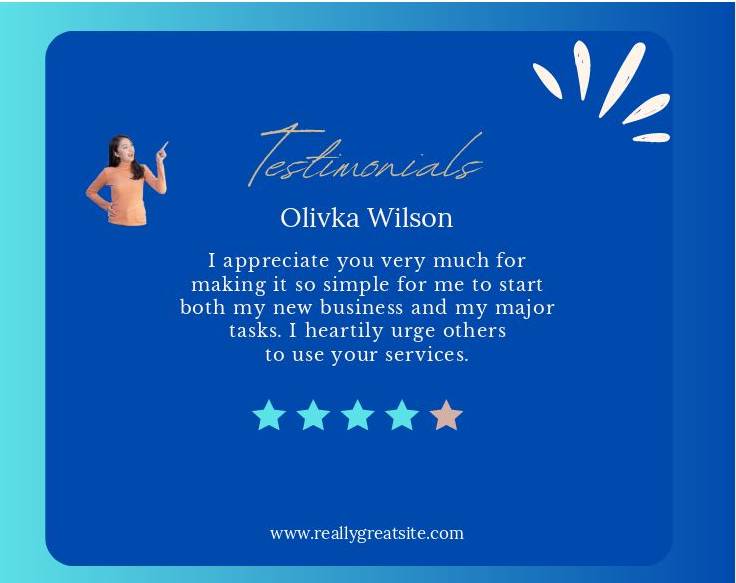 Testimonials
Olivka Wilson
I appreciate you very much for
making it so simple for me to start
both my new business and my major
tasks. I heartily urge others
to use your services.
www.reallygreatsite.com